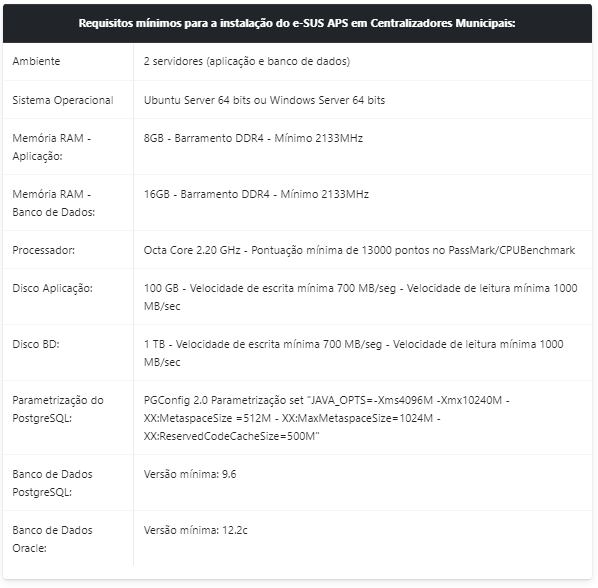 Requisitos mínimos para a instalação do e-SUS APS em Centralizadores Municipais:
Ambiente
2 servidores (aplicação e banco de dados)
Sistema Operacional
Ubuntu Server 64 bits ou Windows Server 64 bits
Memória RAM -
Aplicação:
8GB - Barramento DDR4 - Mínimo 2133MHz
Memória RAM -
Banco de Dados:
16GB - Barramento DDR4 - Mínimo 2133MHz
Processador:
Octa Core 2.20 GHz - Pontuação mínima de 13000 pontos no PassMark/CPUBenchmark
Disco Aplicação:
100 GB - Velocidade de escrita mínima 700 MB/seg - Velocidade de leitura mínima 1000
MB/sec
Disco BD:
1 TB - Velocidade de escrita mínima 700 MB/seg - Velocidade de leitura mínima 1000
MB/sec
Parametrização do
PostgreSQL:
PGConfig 2.0 Parametrização set "JAVA_OPTS=-Xms4096M -Xmx10240M -
XX:MetaspaceSize =512M - XX:MaxMetaspaceSize=1024M -
XX:ReservedCodeCacheSize=500M"
Banco de Dados
PostgreSQL:
Versão mínima: 9.6
Banco de Dados
Oracle:
Versão mínima: 12.2c